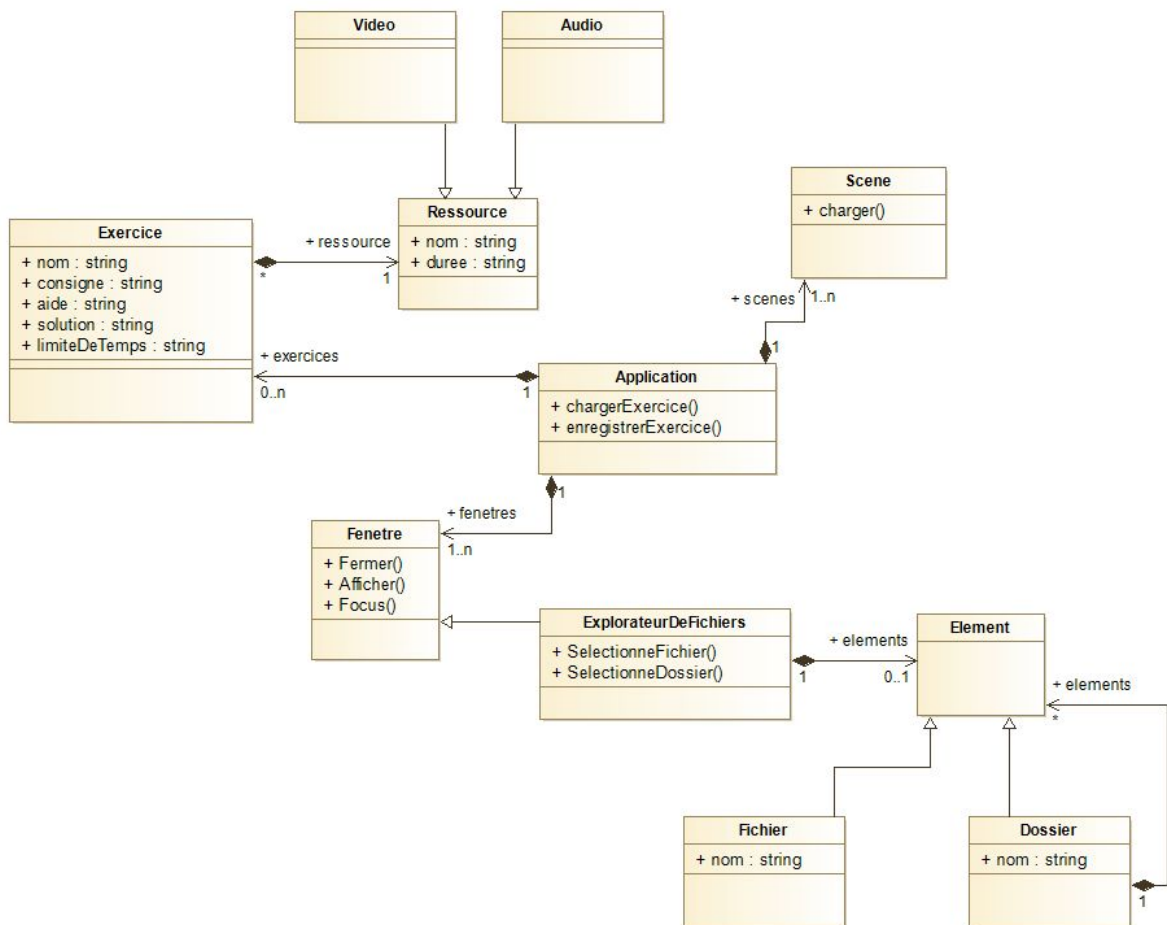 Video
Audio
Scene
+ charger()
Ressource
+ nom : string
+ duree : string
Exercice
+ nom : string
+ consigne : string
+ aide : string
+ solution : string
+ limiteDeTemps : string
+ ressource
*
1
+ scenes
1..n
1
+ exercices
0..n
1
Application
+ chargerExercice()
+ enregistrerExercice()
1
+ fenetres
1..n
Fenetre
+ Fermer()
+ Afficher()
+ Focus()
ExplorateurDeFichiers
+ SelectionneFichier()
+ SelectionneDossier()
+ elements
1
0..1
Element
+ elements
*
Fichier
+ nom : string
Dossier
+ nom : string
1